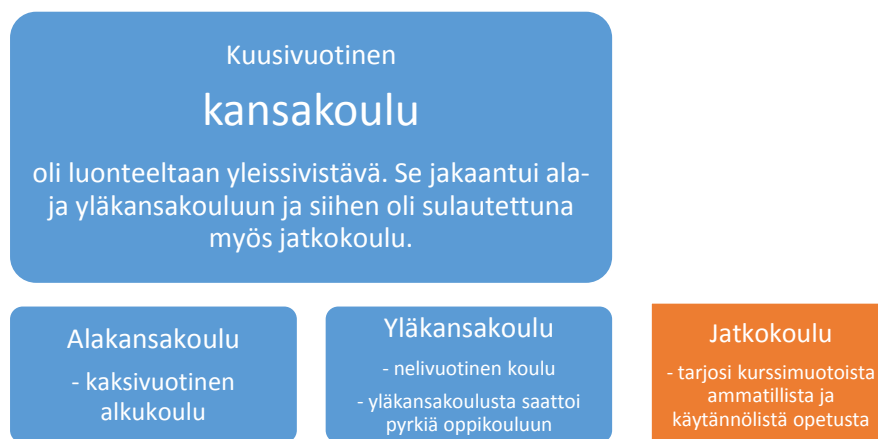 Kuusivuotinen
kansakoulu
oli luonteeltaan yleissivistävä. Se jakaantui ala-
ja yläkansakouluun ja siihen oli sulautettuna
myös jatkokoulu.
Alakansakoulu
- kaksivuotinen
alkukoulu
Yläkansakoulu
- nelivuotinen koulu
- yläkansakoulusta saattoi
pyrkiä oppikouluun
Jatkokoulu
- tarjosi kurssimuotoista
ammatillista ja
käytännölistä opetusta